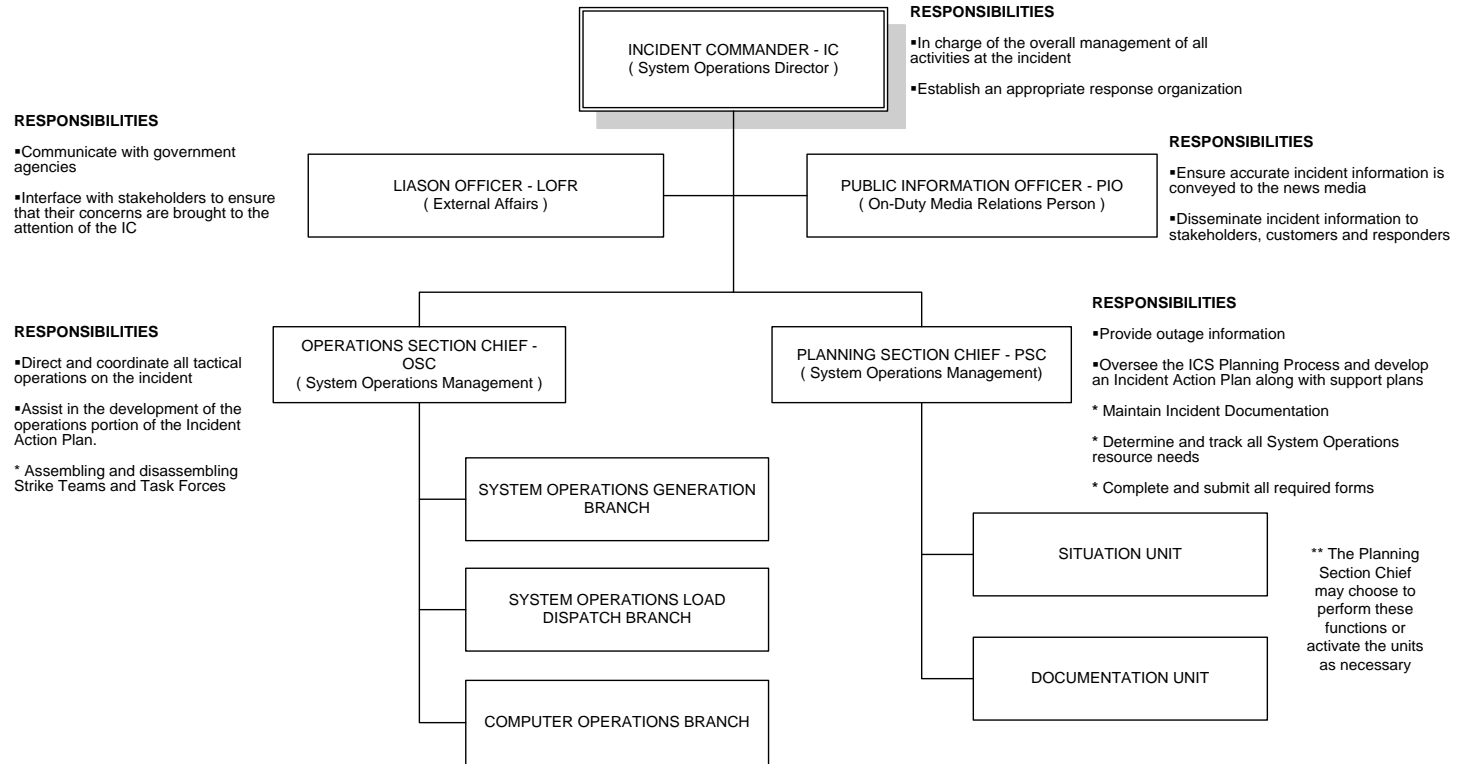 INCIDENT COMMANDER - IC
( System Operations Director )
RESPONSIBILITIES
▪In charge of the overall management of all
activities at the incident
▪Establish an appropriate response organization
RESPONSIBILITIES
▪Communicate with government
agencies
▪Interface with stakeholders to ensure
that their concerns are brought to the
attention of the IC
LIASON OFFICER - LOFR
( External Affairs )
PUBLIC INFORMATION OFFICER - PIO
( On-Duty Media Relations Person )
RESPONSIBILITIES
▪Ensure accurate incident information is
conveyed to the news media
▪Disseminate incident information to
stakeholders, customers and responders
RESPONSIBILITIES
▪Direct and coordinate all tactical
operations on the incident
▪Assist in the development of the
operations portion of the Incident
Action Plan.
* Assembling and disassembling
Strike Teams and Task Forces
OPERATIONS SECTION CHIEF -
OSC
( System Operations Management )
PLANNING SECTION CHIEF - PSC
( System Operations Management)
RESPONSIBILITIES
▪Provide outage information
▪Oversee the ICS Planning Process and develop
an Incident Action Plan along with support plans
* Maintain Incident Documentation
* Determine and track all System Operations
resource needs
* Complete and submit all required forms
SYSTEM OPERATIONS GENERATION
BRANCH
SYSTEM OPERATIONS LOAD
DISPATCH BRANCH
COMPUTER OPERATIONS BRANCH
SITUATION UNIT
DOCUMENTATION UNIT
** The Planning
Section Chief
may choose to
perform these
functions or
activate the units
as necessary